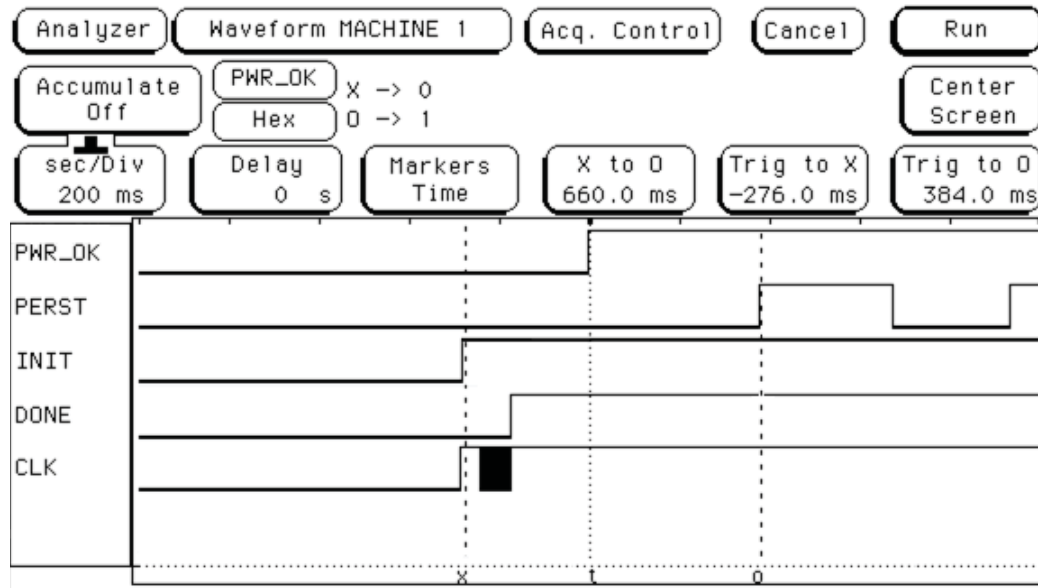 Analyzer Waveform MACHINE 1 Acq. Control Cancel Run
Accumulate Off PWR_OK X -> 0 Center Screen
Hex O -> 1
sec/Div Delay Markers X to O Trig to X Trig to O
200 ms 0 s Time 660.0 ms -276.0 ms 384.0 ms
PWR_OK
PERST
INIT
DONE
CLK
X t O